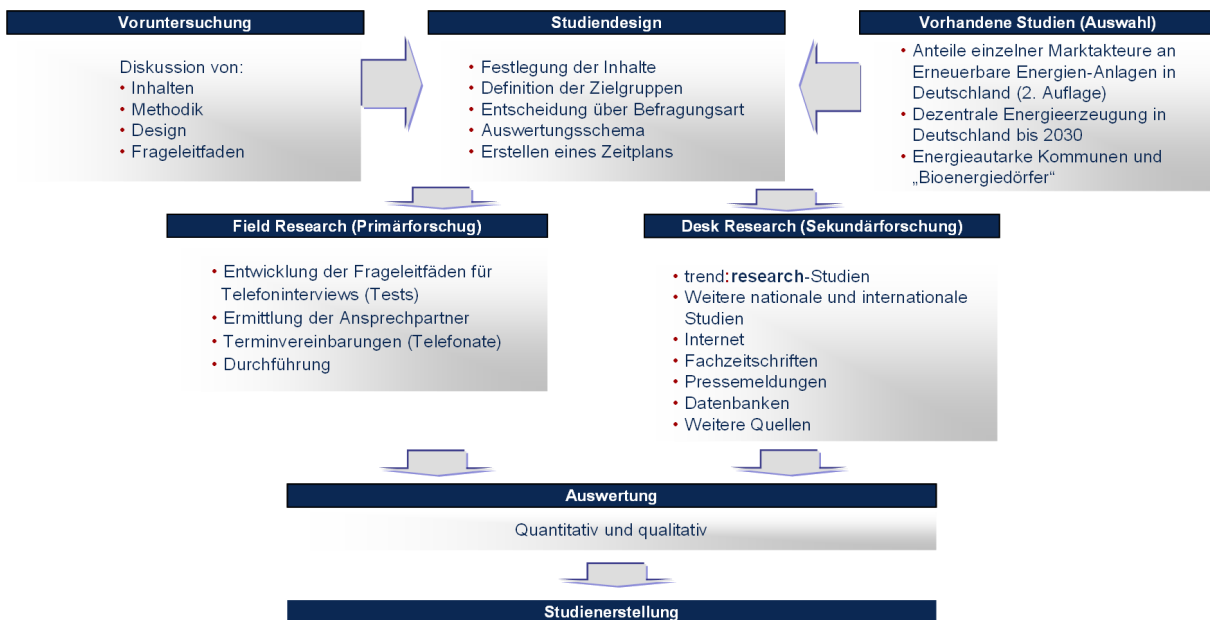 Voruntersuchung
Diskussion von:
• Inhalten
• Methodik
• Design
• Frageleitfaden
Studiendesign
• Festlegung der Inhalte
• Definition der Zielgruppen
• Entscheidung über Befragungsart
• Auswertungsschema
• Erstellen eines Zeitplans
Vorhandene Studien (Auswahl)
• Anteile einzelner Marktakteure an
Erneuerbare Energien-Anlagen in
Deutschland (2. Auflage)
• Dezentrale Energieerzeugung in
Deutschland bis 2030
• Energieautarke Kommunen und
„Bioenergiedörfer“
Field Research (Primärforschug)
• Entwicklung der Frageleitfäden für
Telefoninterviews (Tests)
• Ermittlung der Ansprechpartner
• Terminvereinbarungen (Telefonate)
• Durchführung
Desk Research (Sekundärforschung)
• trend:research-Studien
• Weitere nationale und internationale
Studien
• Internet
• Fachzeitschriften
• Pressemeldungen
• Datenbanken
• Weitere Quellen
Auswertung
Quantitativ und qualitativ
Studienerstellung